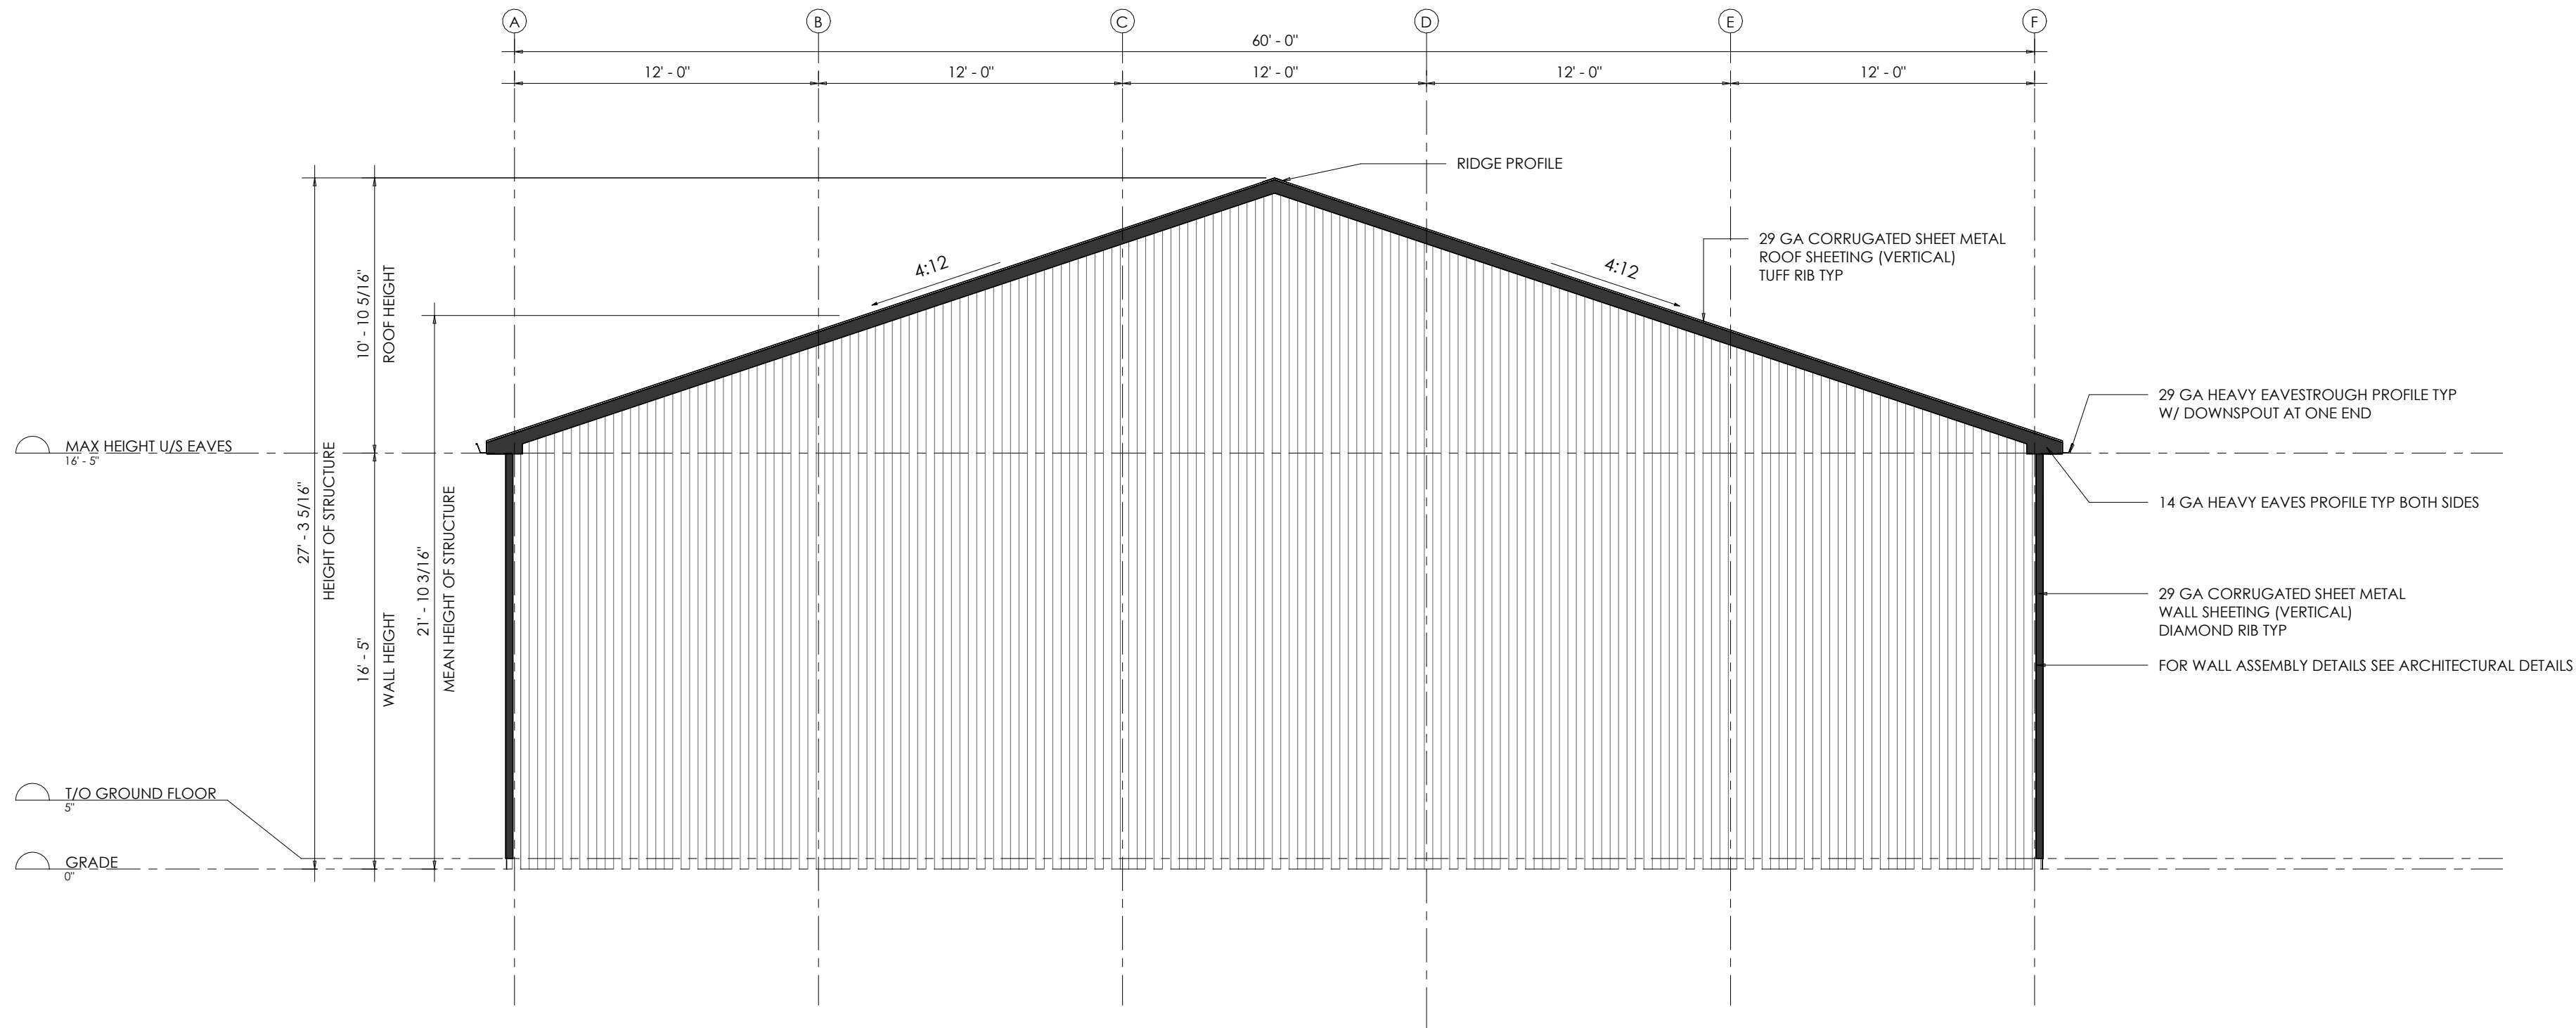 A
B
C
D
E
F
60' - 0"
12' - 0"
12' - 0"
12' - 0"
12' - 0"
12' - 0"
RIDGE PROFILE
29 GA CORRUGATED SHEET METAL
ROOF SHEETING (VERTICAL)
TUFF RIB TYP
4:12
4:12
10' - 10 5/16"
ROOF HEIGHT
29 GA HEAVY EAVESTROUGH PROFILE TYP
W/ DOWNSPOUT AT ONE END
MAX HEIGHT U/S EAVES
16' - 5"
27' - 3 5/16"
HEIGHT OF STRUCTURE
14 GA HEAVY EAVES PROFILE TYP BOTH SIDES
21' - 10 3/16"
MEAN HEIGHT OF STRUCTURE
16' - 5"
WALL HEIGHT
29 GA CORRUGATED SHEET METAL
WALL SHEETING (VERTICAL)
DIAMOND RIB TYP
FOR WALL ASSEMBLY DETAILS SEE ARCHITECTURAL DETAILS
T/O GROUND FLOOR
5"
GRADE
0"